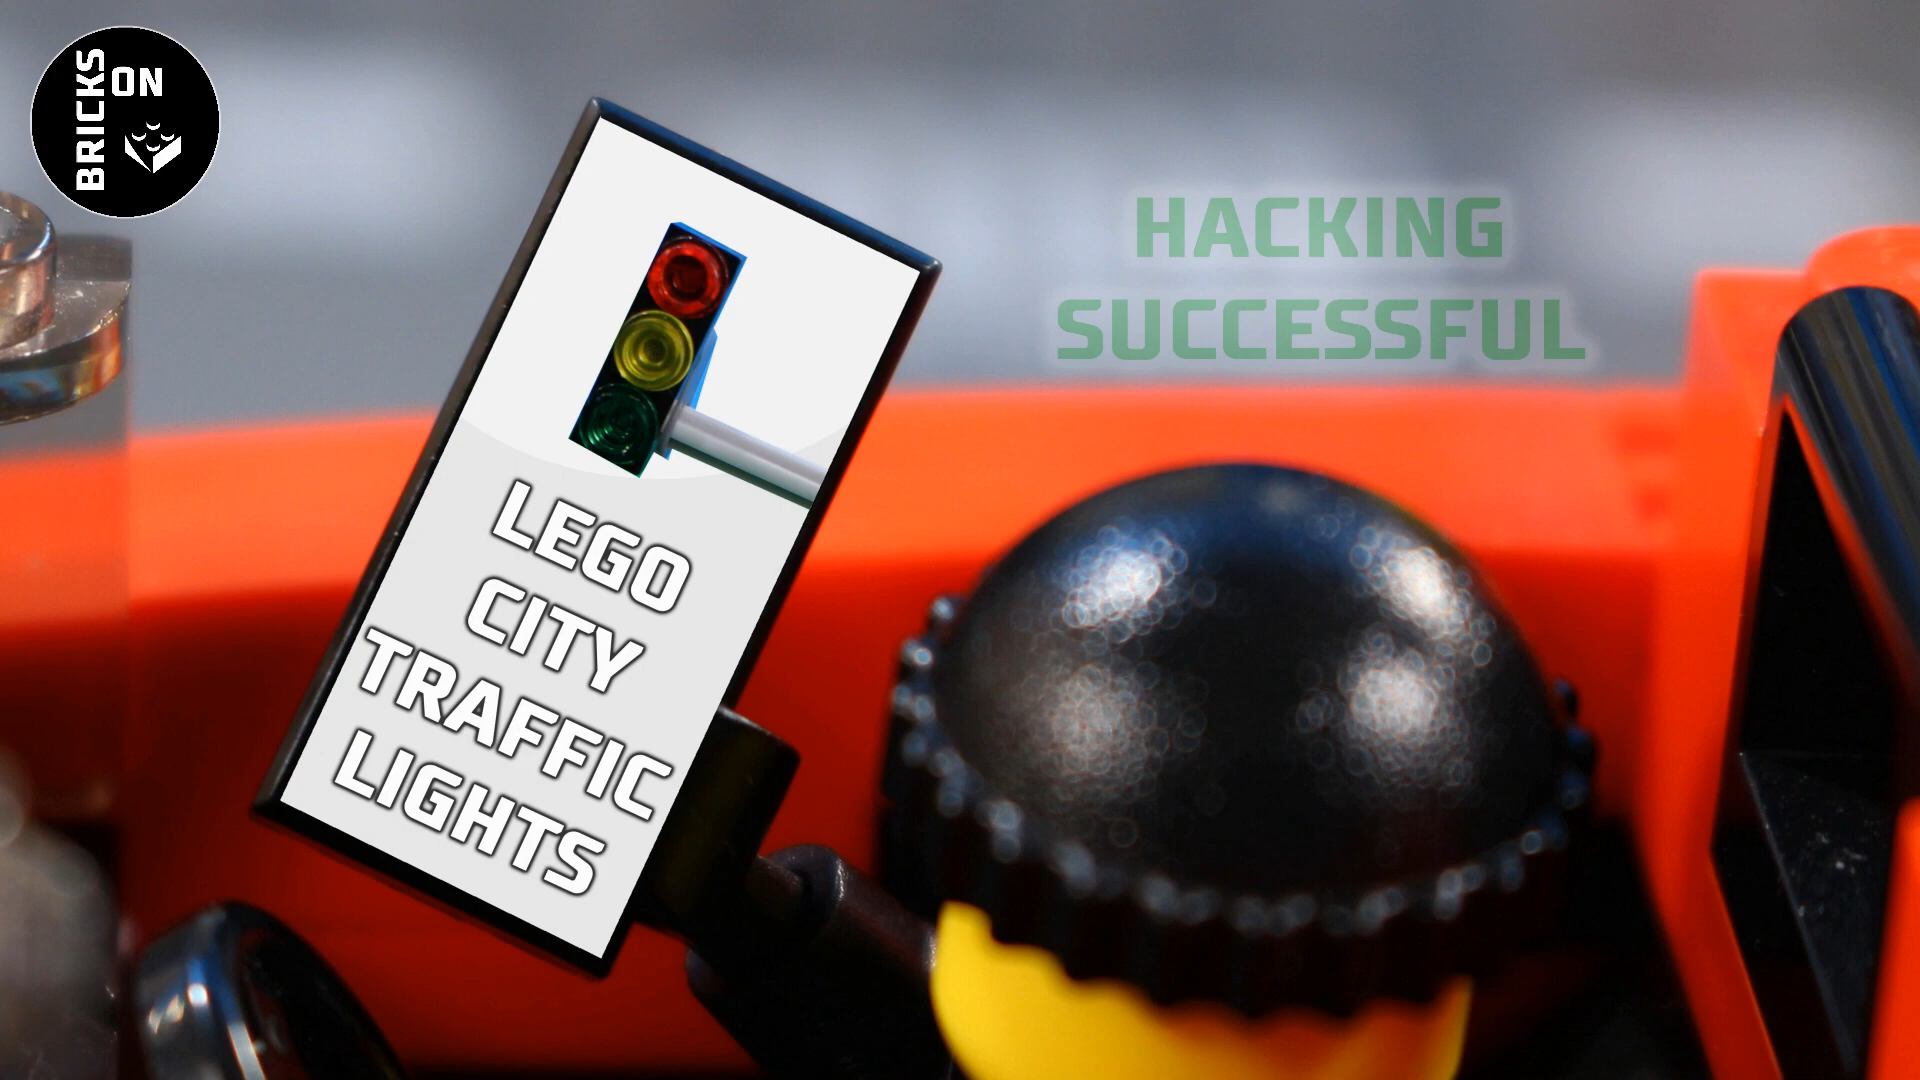 BRICKS
ON
HACKING
SUCCESSFUL
LEGO
CITY
TRAFFIC
LIGHTS